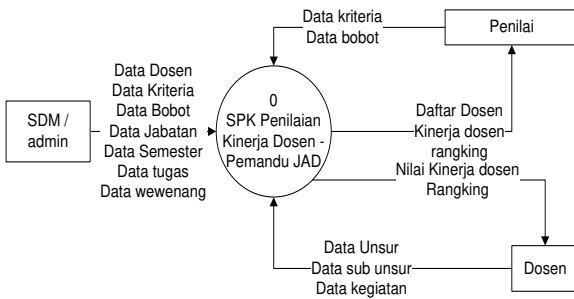 Data kriteria
Data bobot
Penilai
Data Dosen
Data Kriteria
Data Bobot
Data Jabatan
Data Semester
Data tugas
Data wewenang
SDM /
admin
0
SPK Penilaian
Kinerja Dosen -
Pemandu JAD
Daftar Dosen
Kinerja dosen
rangking
Nilai Kinerja dosen
Rangking
Data Unsur
Data sub unsur
Data kegiatan
Dosen